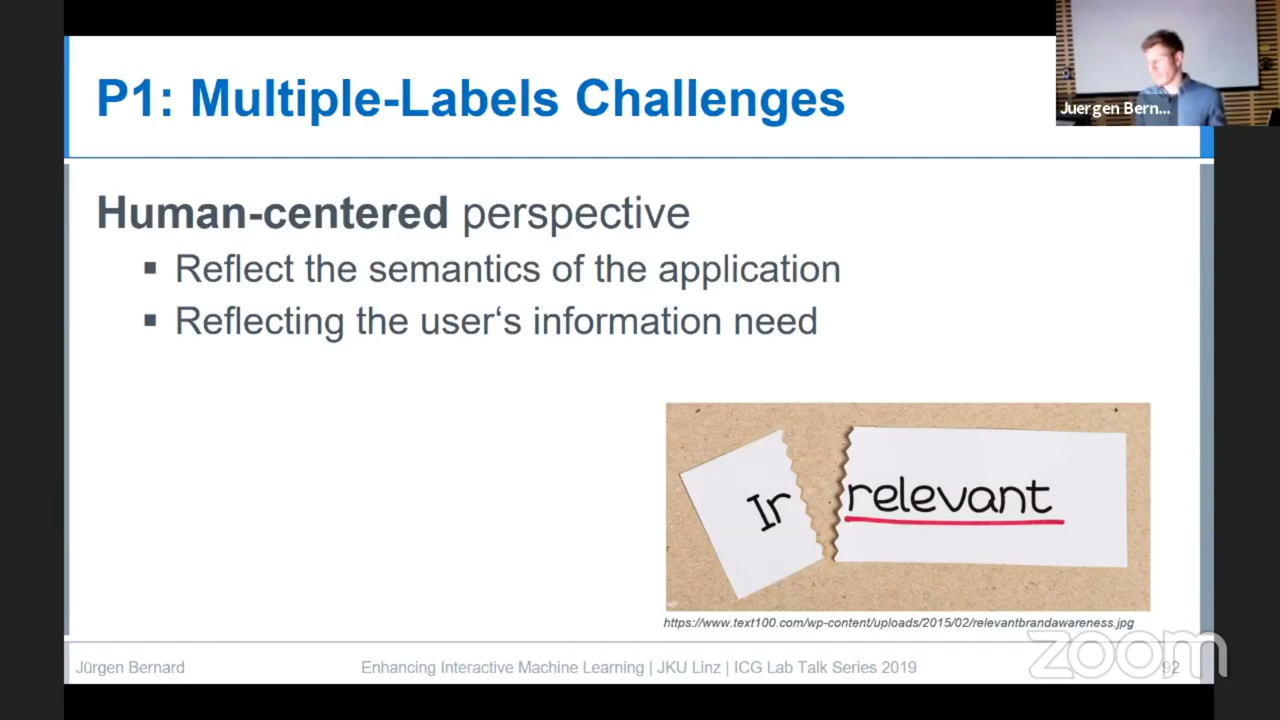 P1: Multiple-Labels Challenges
Juergen Bern...
Human-centered perspective
▪ Reflect the semantics of the application
▪ Reflecting the user‘s information need
Ir relevant
https://www.text100.com/wp-content/uploads/2015/02/relevantbrandawareness.jpg
Jürgen Bernard
Enhancing Interactive Machine Learning | JKU Linz | ICG Lab Talk Series 2019
92
zoom